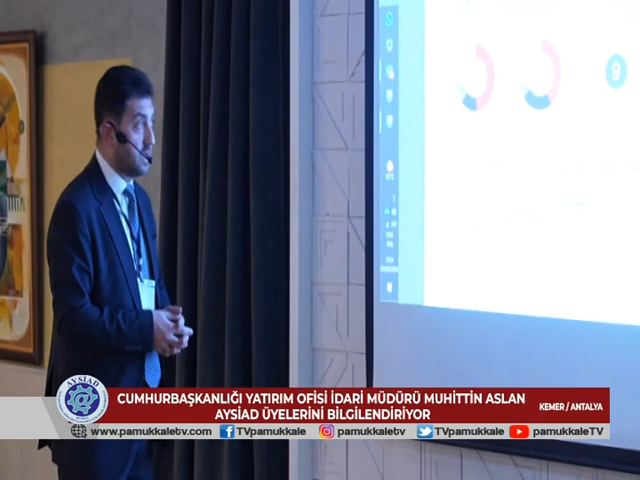 CUMHURBAŞKANLIĞI YATIRIM OFİSİ İDARİ MÜDÜRÜ MUHİTTİN ASLAN
AYSİAD ÜYELERİNİ BİLGİLENDİRİYOR
KEMER / ANTALYA
AYSİAD
www.pamukkaletv.com
TVpamukkale
pamukkaletv
TVpamukkale
pamukkaleTV
9